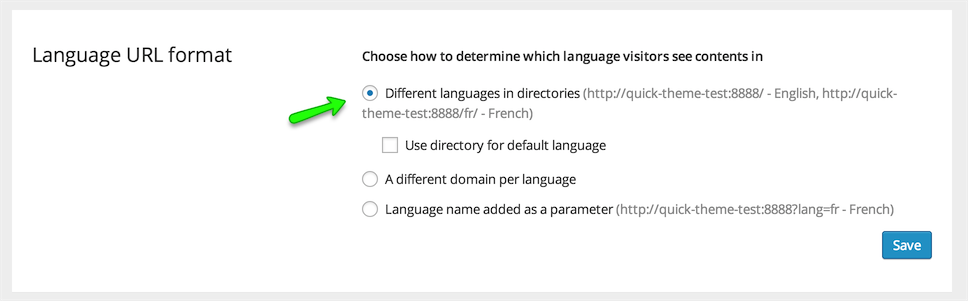 Language URL format
Choose how to determine which language visitors see contents in
Different languages in directories (http://quick-theme-test:8888/ - English, http://quick-
theme-test:8888/fr/ - French)
Use directory for default language
A different domain per language
Language name added as a parameter (http://quick-theme-test:8888?lang=fr - French)
Save